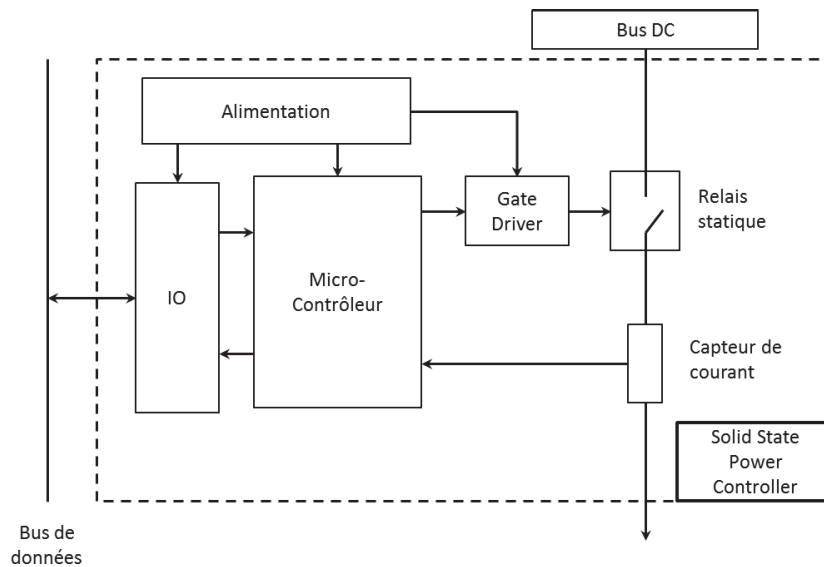 Bus DC
Alimentation
Gate
Driver
Relais
statique
IO
Micro-
Contrôleur
Capteur de
courant
Solid State
Power
Controller
Bus de
données